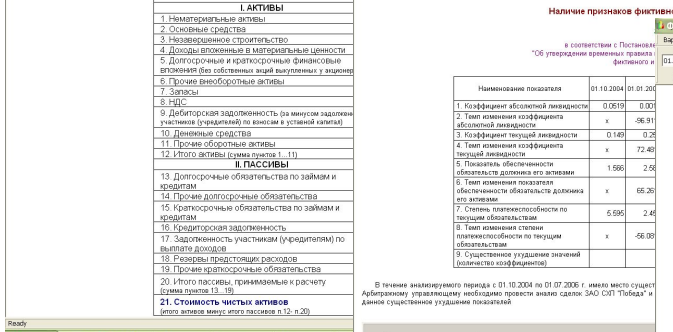 I. АКТИВЫ
1. Нематериальные активы
2. Основные средства
3. Незавершенное строительство
4. Доходы вложенные в материальные ценности
5. Долгосрочные и краткосрочные финансовые
вложения (без собственных акций выкупленных у акционер
6. Прочие внеоборотные активы
7. Запасы
8. НДС
9. Дебиторская задолженность (за минусом задолжен
участников (учредителей) по взносам в уставной капитал)
10. Денежные средства
11. Прочие оборотные активы
12. Итого активы (сумма пунктов 1...11)
II. ПАССИВЫ
13. Долгосрочные обязательства по займам и
кредитам
14. Прочие долгосрочные обязательства
15. Краткосрочные обязательства по займам и
кредитам
16. Кредиторская задолженность
17. Задолженность участникам (учредителям) по
выплате доходов
18. Резервы предстоящих расходов
19. Прочие краткосрочные обязательства
20. Итого пассивы, принимаемые к расчету
(сумма пунктов 13...19)
21. Стоимость чистых активов
(итого активов минус итого пассивов п.12- п.20)
Ready
Наличие признаков фиктивн
в соответствии с Постановле
"Об утверждении временных правила
фиктивного и
Вар
01.
Наименование показателя 01.10.2004 01.01.200
1. Коэффициент абсолютной ликвидности 0.0619 0.001
2. Темп изменения коэффициента
абсолютной ликвидности x -96.91
3. Коэффициент текущей ликвидности 0.149 0.25
4. Темп изменения коэффициента
текущей ликвидности x 72.48
5. Показатель обеспеченности
обязательств должника его активами 1.566 2.58
6. Темп изменения показателя
обеспеченности обязательств должника
его активами x 65.26
7. Степень платежеспособности по
текущим обязательствам 5.595 2.45
8. Темп изменения степени
платежеспособности по текущим
обязательствам x -56.08
9. Существенное ухудшение значений
(количество коэффициентов)
В течение анализируемого периода с 01.10.2004 по 01.07.2006 г. имело место сущест
Арбитражному управляющему необходимо провести анализ сделок ЗАО СХП "Победа" и
данное существенное ухудшение показателей